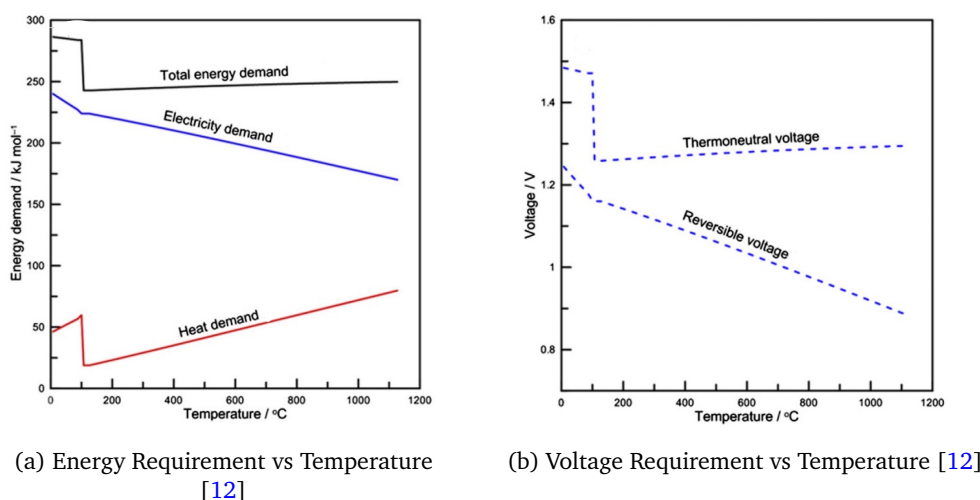 300
250
200
150
100
50
0
Energy demand / kJ mol⁻¹
Total energy demand
Electricity demand
Heat demand
0 200 400 600 800 1000 1200
Temperature / °C
(a) Energy Requirement vs Temperature
[12]
1.6
1.4
1.2
1
0.8
Voltage / V
Thermoneutral voltage
Reversible voltage
0 200 400 600 800 1000 1200
Temperature / °C
(b) Voltage Requirement vs Temperature [12]